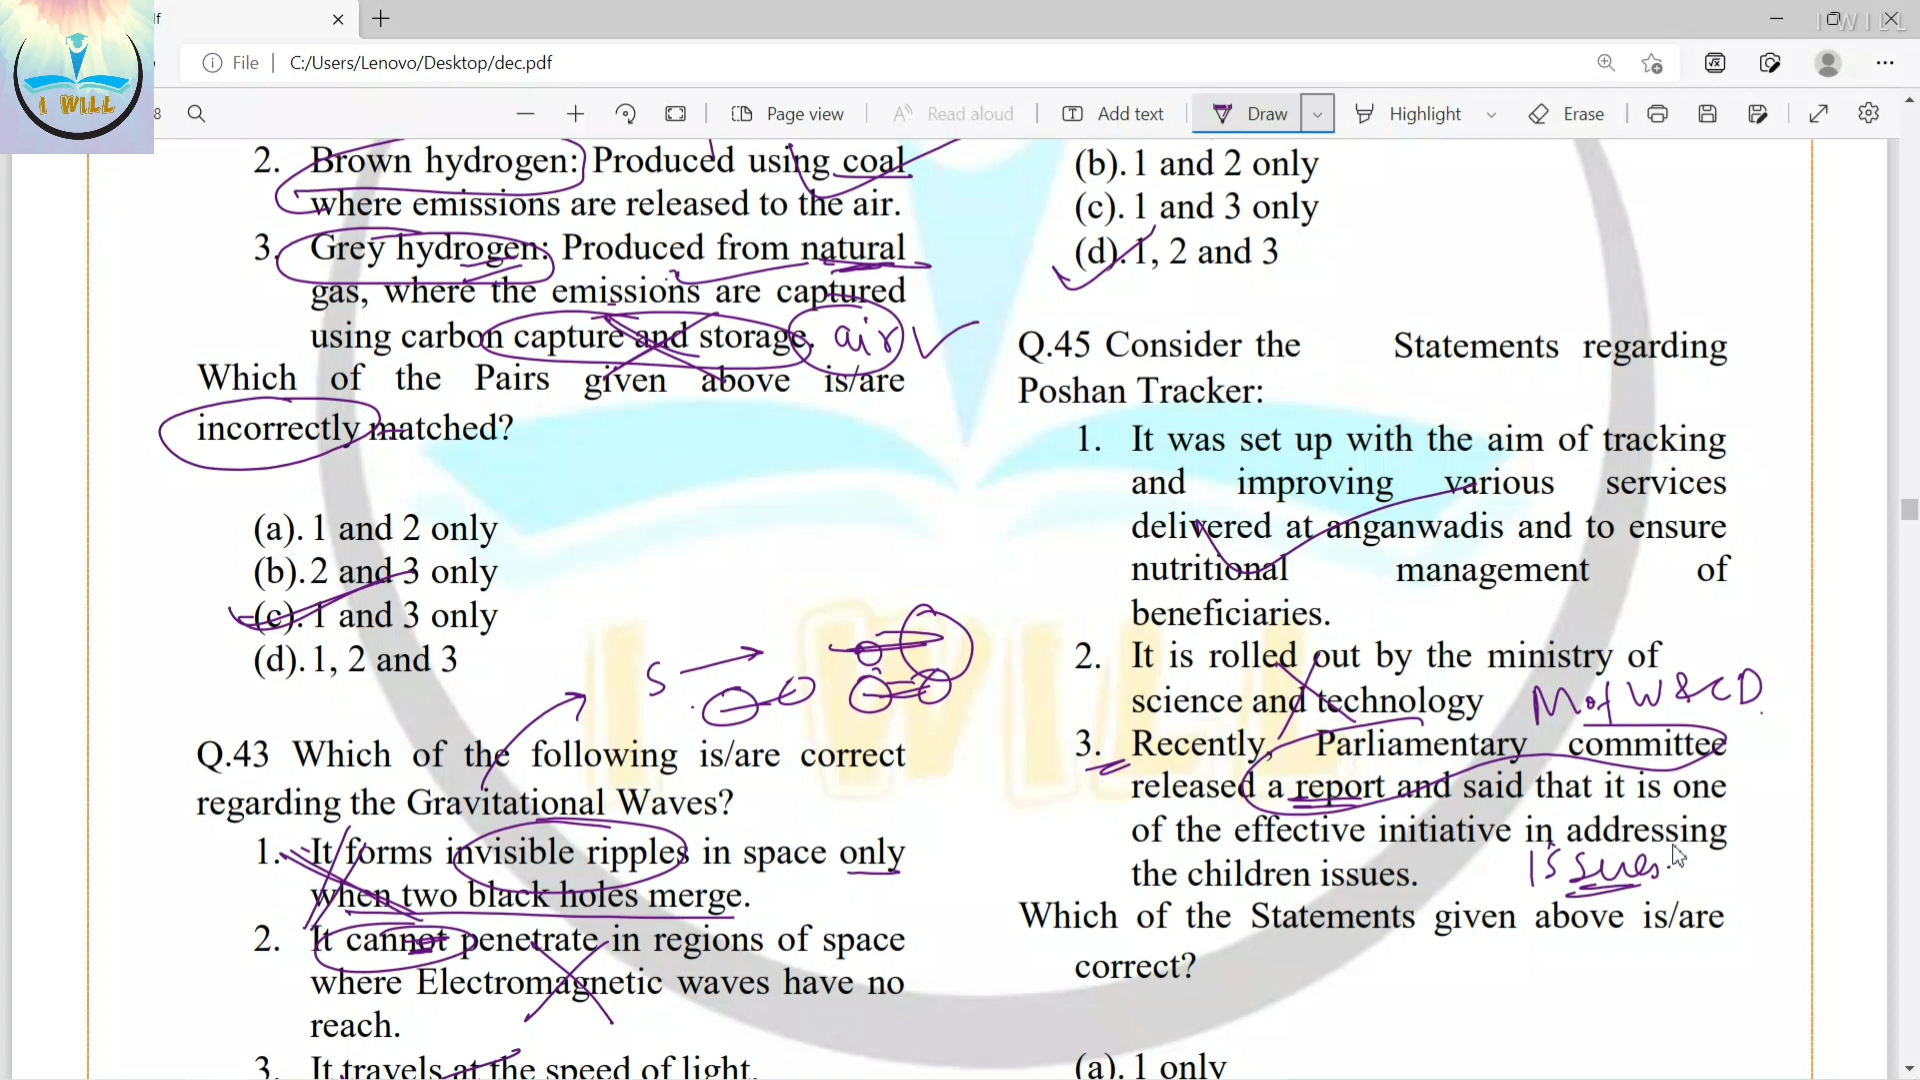 df
I WILL
I WILL
File
C:/Users/Lenovo/Desktop/dec.pdf
8
Page view
Read aloud
Add text
Draw
Highlight
Erase
2. Brown hydrogen: Produced using coal
where emissions are released to the air.
3. Grey hydrogen: Produced from natural
gas, where the emissions are captured
using carbon capture and storage. air
Which of the Pairs given above is/are
incorrectly matched?
(a). 1 and 2 only
(b). 2 and 3 only
(c). 1 and 3 only
(d). 1, 2 and 3
S
Q.43 Which of the following is/are correct
regarding the Gravitational Waves?
1. It forms invisible ripples in space only
when two black holes merge.
2. It cannot penetrate in regions of space
where Electromagnetic waves have no
reach.
3. It travels at the speed of light.
(b). 1 and 2 only
(c). 1 and 3 only
(d). 1, 2 and 3
Q.45 Consider the Statements regarding
Poshan Tracker:
1. It was set up with the aim of tracking
and improving various services
delivered at anganwadis and to ensure
nutritional management of
beneficiaries.
2. It is rolled out by the ministry of
science and technology M of W & CD
3. Recently, Parliamentary committee
released a report and said that it is one
of the effective initiative in addressing
the children issues. issues.
Which of the Statements given above is/are
correct?
(a). 1 only
I WILL